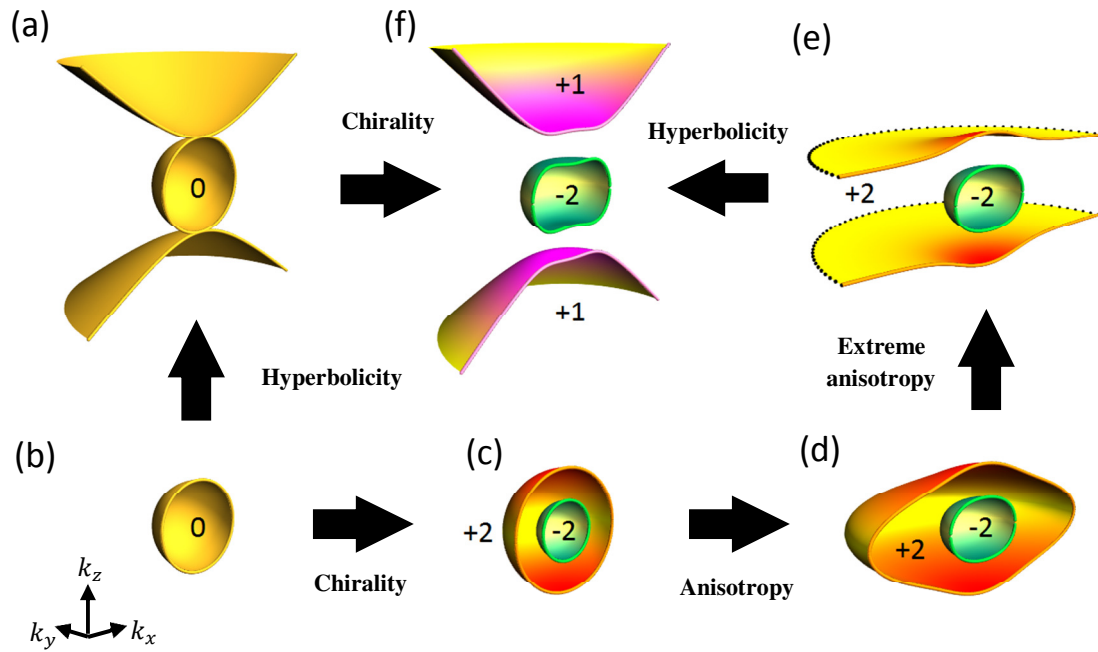 (a)
(f)
(e)
+1
Chirality
Hyperbolicity
0
-2
+2
-2
+1
Hyperbolicity
Extreme
anisotropy
(b)
(c)
(d)
0
+2
-2
+2
-2
Chirality
Anisotropy
k_z
k_y
k_x